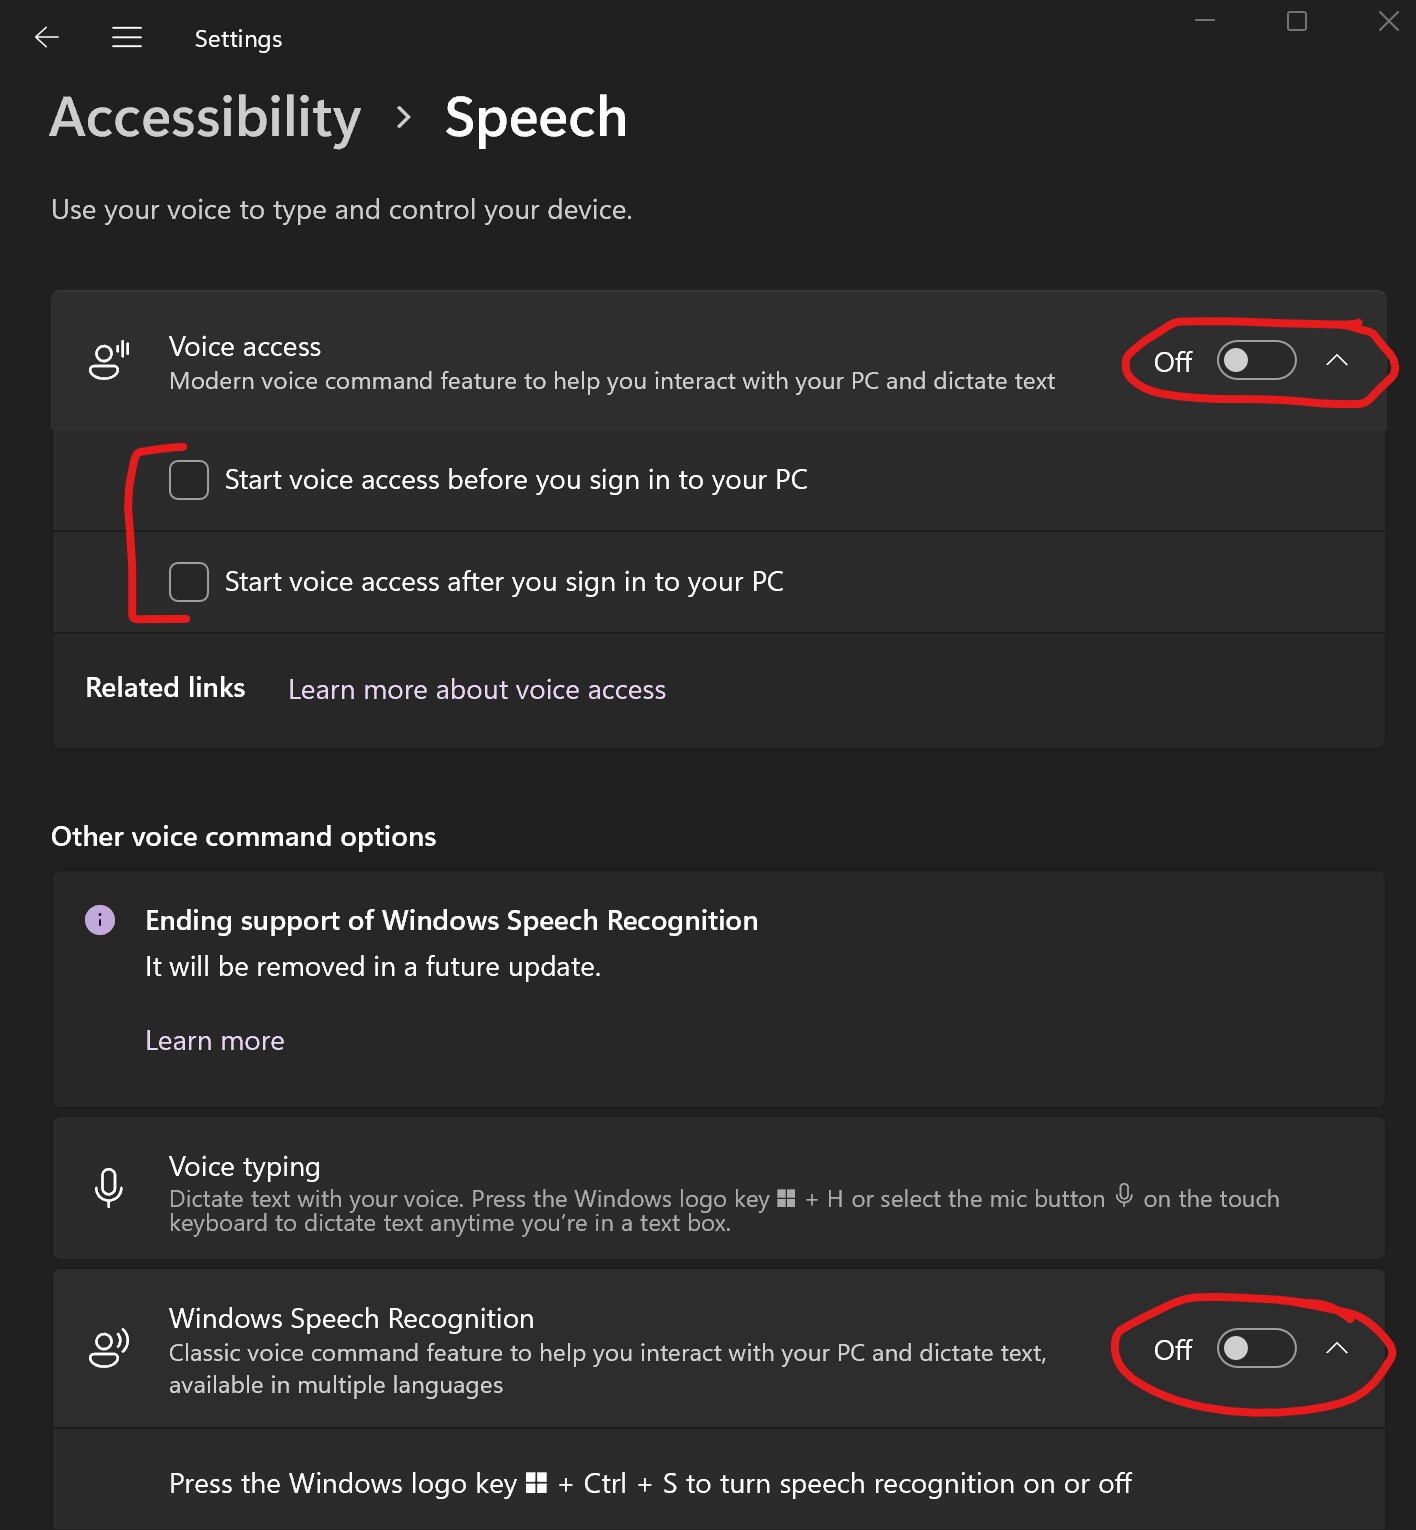 Settings
Accessibility > Speech
Use your voice to type and control your device.
Voice access
Modern voice command feature to help you interact with your PC and dictate text
Off
Start voice access before you sign in to your PC
Start voice access after you sign in to your PC
Related links Learn more about voice access
Other voice command options
Ending support of Windows Speech Recognition
It will be removed in a future update.
Learn more
Voice typing
Dictate text with your voice. Press the Windows logo key + H or select the mic button on the touch
keyboard to dictate text anytime you’re in a text box.
Windows Speech Recognition
Classic voice command feature to help you interact with your PC and dictate text,
available in multiple languages
Off
Press the Windows logo key + Ctrl + S to turn speech recognition on or off